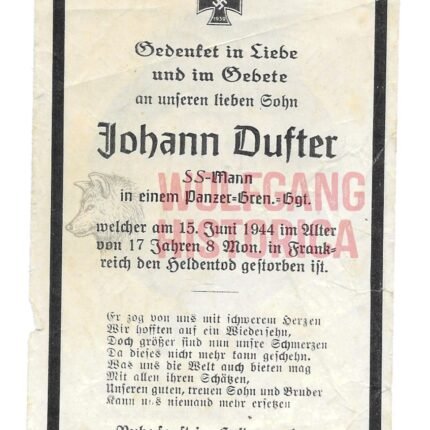 1939
Gedenket in Liebe
und im Gebete
an unseren lieben Sohn
Johann Dufter
SS-Mann
in einem Panzer=Gren.=Bgt.
WOLFGANG
HISTORICA
welcher am 15. Juni 1944 im Alter
von 17 Jahren 8 Mon. in Frank=
reich den Heldentod gestorben ist.
Er zog von uns mit schwerem Herzen
Wir hofften auf ein Wiedersehn,
Doch größer sind nun unsre Schmerzen
Da dieses nicht mehr kann geschehn.
Was uns die Welt auch bieten mag
Mit allen ihren Schätzen,
Unseren guten, treuen Sohn und Bruder
Kann uns niemand mehr ersetzen